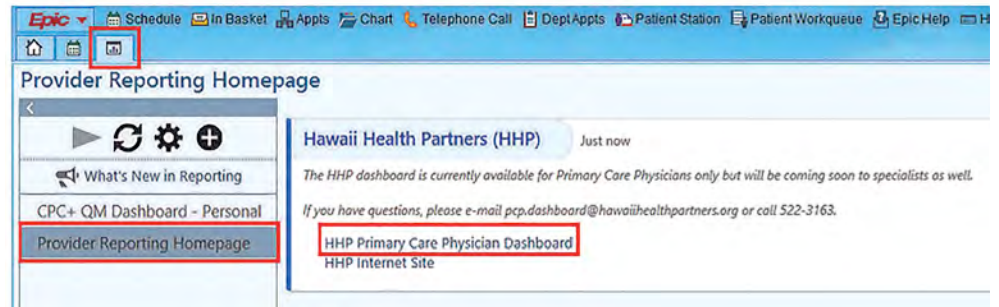 Epic Schedule In Basket Appts Chart Telephone Call DeptAppts Patient Station Patient Workqueue Epic Help H
Provider Reporting Homepage
Hawaii Health Partners (HHP) Just now
What's New in Reporting
The HHP dashboard is currently available for Primary Care Physicians only but will be coming soon to specialists as well.
CPC+ QM Dashboard - Personal
If you have questions, please e-mail pcp.dashboard@hawaiihealthpartners.org or call 522-3163.
Provider Reporting Homepage
HHP Primary Care Physician Dashboard
HHP Internet Site